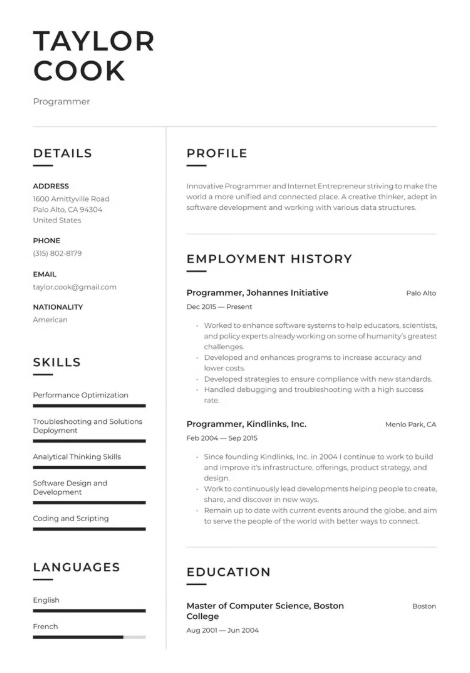 TAYLOR
COOK
Programmer
DETAILS
ADDRESS
1600 Amittyville Road
Palo Alto, CA 94304
United States
PHONE
(315) 802-8179
EMAIL
taylor.cook@gmail.com
NATIONALITY
American
SKILLS
Performance Optimization
Troubleshooting and Solutions
Deployment
Analytical Thinking Skills
Software Design and
Development
Coding and Scripting
LANGUAGES
English
French
PROFILE
Innovative Programmer and Internet Entrepreneur striving to make the
world a more unified and connected place. A creative thinker, adept in
software development and working with various data structures.
EMPLOYMENT HISTORY
Programmer, Johannes Initiative Palo Alto
Dec 2015 — Present
• Worked to enhance software systems to help educators, scientists,
and policy experts already working on some of humanity's greatest
challenges.
• Developed and enhances programs to increase accuracy and
lower costs.
• Developed strategies to ensure compliance with new standards.
• Handled debugging and troubleshooting with a high success
rate.
Programmer, Kindlinks, Inc. Menlo Park, CA
Feb 2004 — Sep 2015
• Since founding Kindlinks, Inc. in 2004 I continue to work to build
and improve it's infrastructure, offerings, product strategy, and
design.
• Work to continuously lead developments helping people to create,
share, and discover in new ways.
• Remain up to date with current events around the globe, and aim
to serve the people of the world with better ways to connect.
EDUCATION
Master of Computer Science, Boston Boston
College
Aug 2001 — Jun 2004